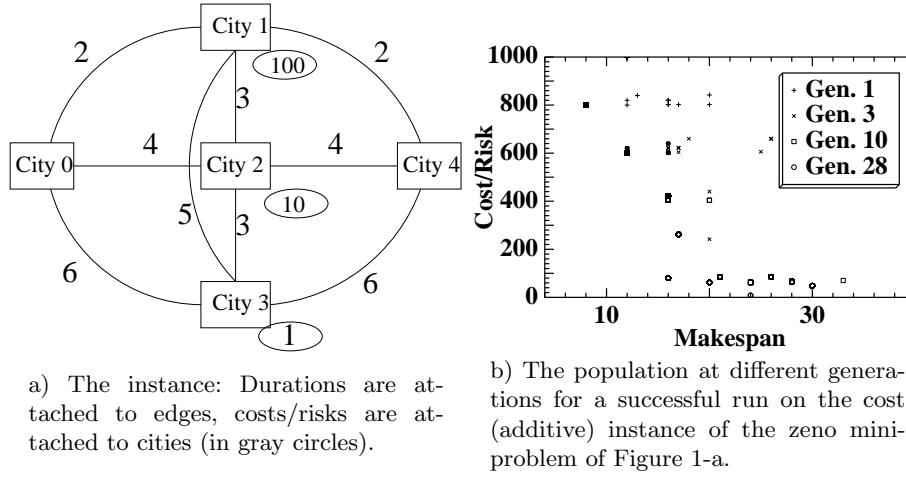 City 1
100
2
2
3
City 0
4
City 2
4
City 4
10
5
3
6
6
City 3
1
a) The instance: Durations are at-
tached to edges, costs/risks are at-
tached to cities (in gray circles).
1000
800
600
400
200
0
Cost/Risk
Gen. 1
Gen. 3
Gen. 10
Gen. 28
10
30
Makespan
b) The population at different genera-
tions for a successful run on the cost
(additive) instance of the zeno mini-
problem of Figure 1-a.